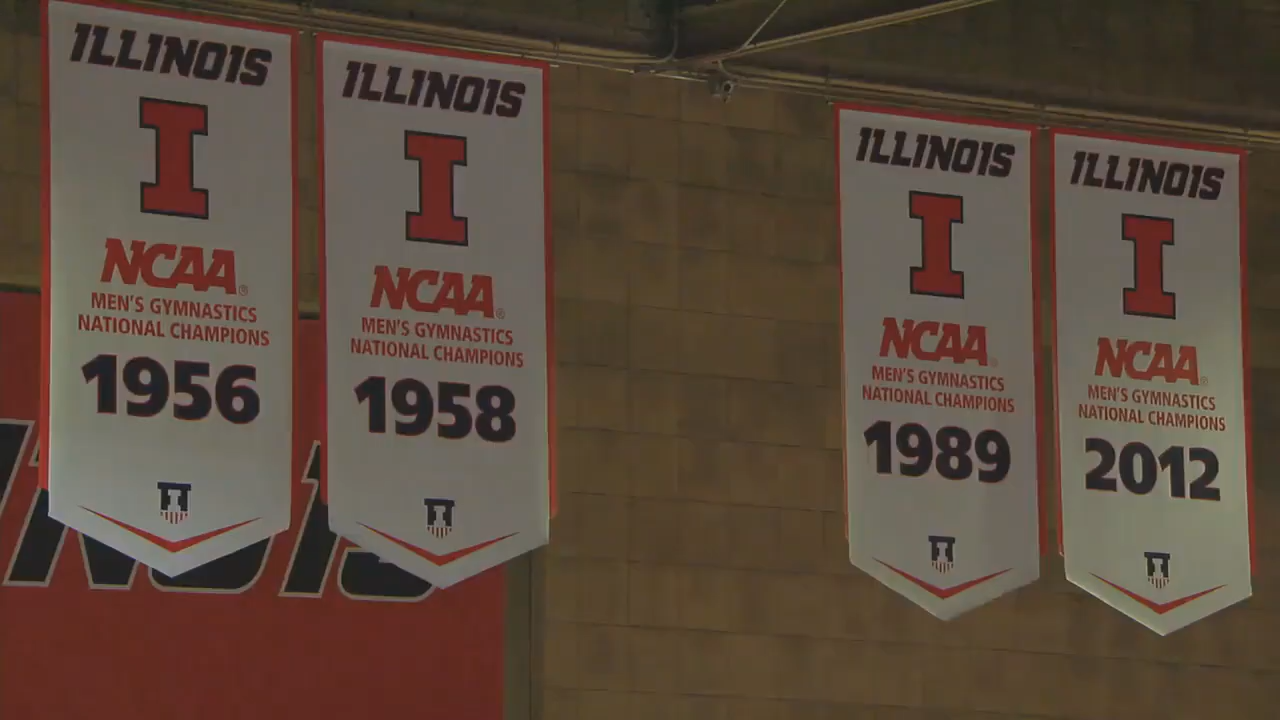 ILLINOIS
I
NCAA®
MEN'S GYMNASTICS
NATIONAL CHAMPIONS
1956
ILLINOIS
I
NCAA®
MEN'S GYMNASTICS
NATIONAL CHAMPIONS
1958
ILLINOIS
I
NCAA®
MEN'S GYMNASTICS
NATIONAL CHAMPIONS
1989
ILLINOIS
I
NCAA®
MEN'S GYMNASTICS
NATIONAL CHAMPIONS
2012